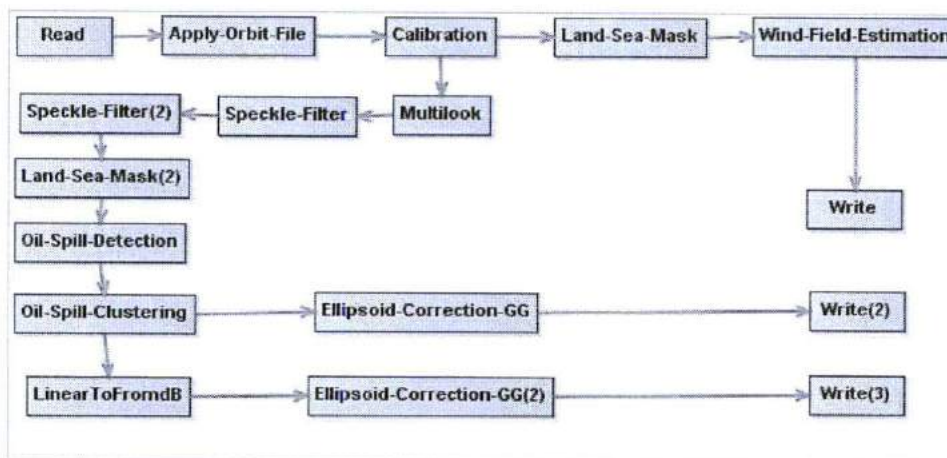 Read
Apply-Orbit-File
Calibration
Land-Sea-Mask
Wind-Field-Estimation
Speckle-Filter(2)
Speckle-Filter
Multilook
Land-Sea-Mask(2)
Write
Oil-Spill-Detection
Oil-Spill-Clustering
Ellipsoid-Correction-GG
Write(2)
LinearToFromdB
Ellipsoid-Correction-GG(2)
Write(3)